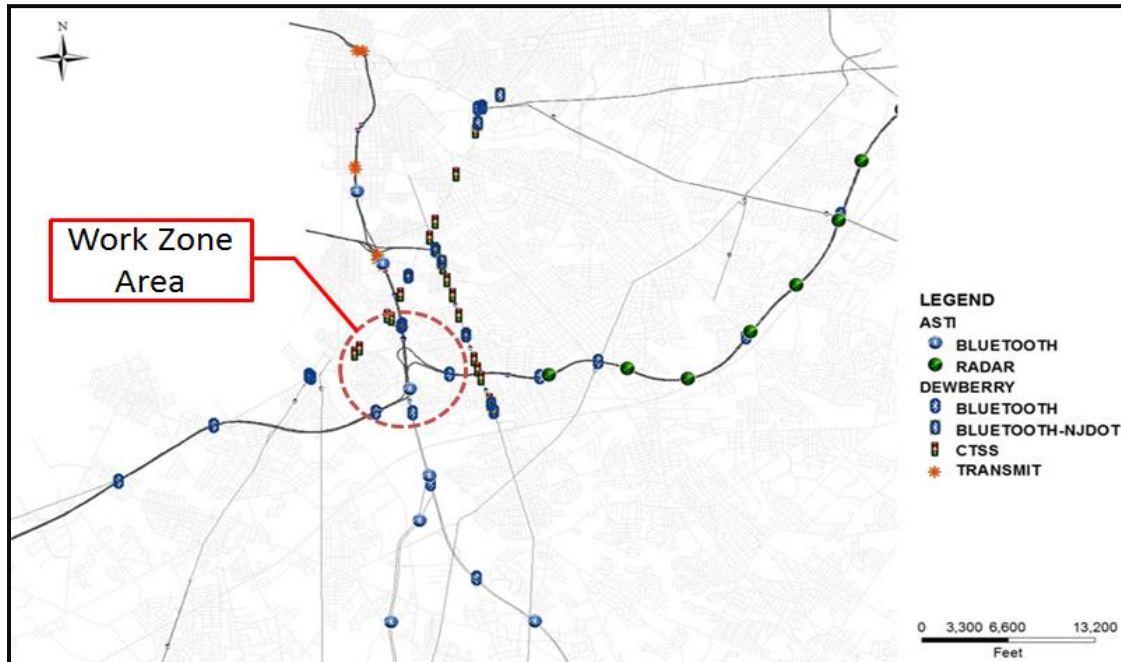 N
Work Zone
Area
LEGEND
ASTI
BLUETOOTH
RADAR
DEWBERRY
BLUETOOTH
BLUETOOTH-NJDOT
CTSS
TRANSMIT
0 3,300 6,600 13,200
Feet